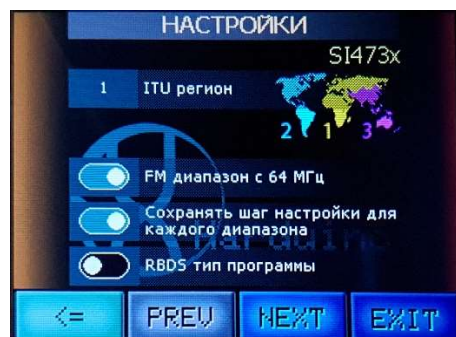 НАСТРОЙКИ
SI473x
1 ITU регион
2 1 3
FM диапазон с 64 МГц
Сохранять шаг настройки для
каждого диапазона
RBDS тип программы
<= PREV NEXT EXIT